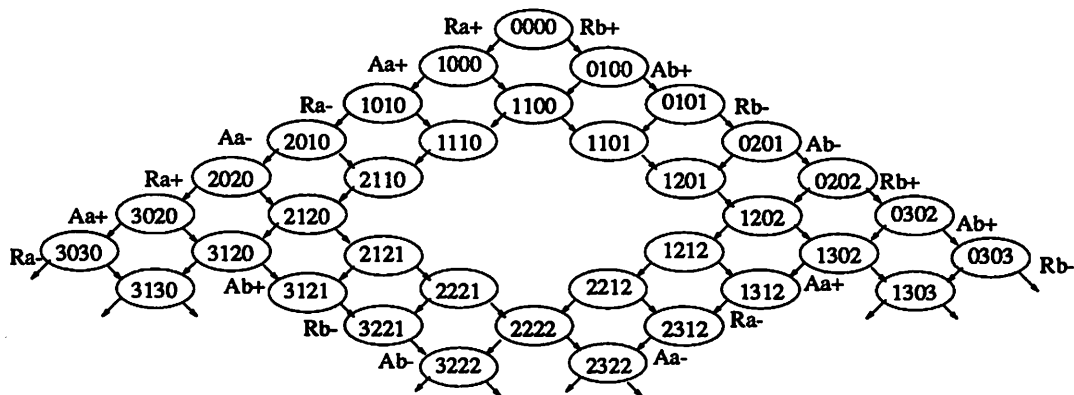 Ra+ 0000 Rb+
Aa+ 1000 0100 Ab+
Ra- 1010 1100 0101 Rb-
Aa- 2010 1110 1101 0201 Ab-
Ra+ 2020 2110 1201 0202 Rb+
Aa+ 3020 2120 1202 0302 Ab+
Ra- 3030 3120 2121 1212 1302 0303 Rb-
3130 Ab+ 3121 2221 2212 1312 Aa+ 1303
Rb- 3221 2222 2312 Ra-
Ab- 3222 2322 Aa-